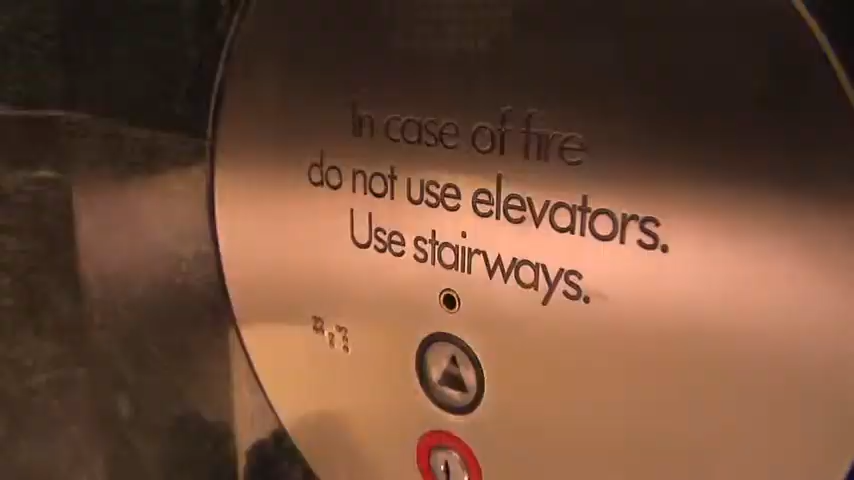 In case of fire
do not use elevators.
Use stairways.